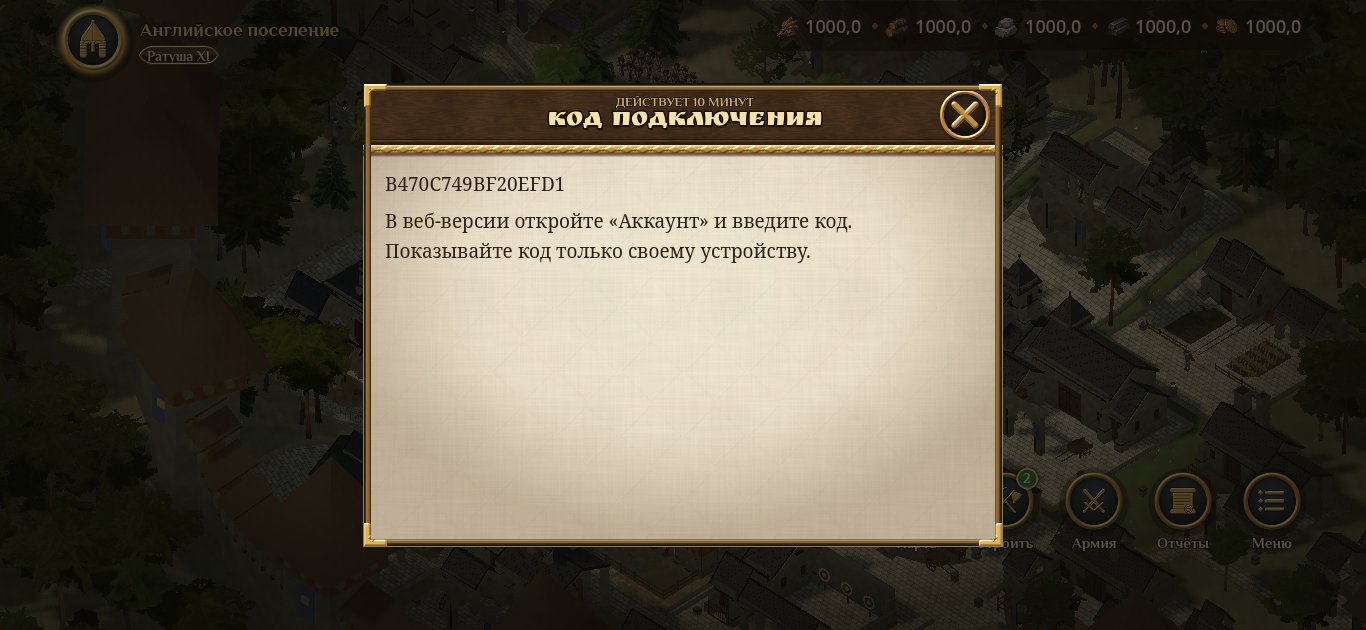 Английское поселение
Ратуша XI
1000,0 1000,0 1000,0 1000,0 1000,0
ДЕЙСТВУЕТ 10 МИНУТ
КОД ПОДКЛЮЧЕНИЯ
B470C749BF20EFD1
В веб-версии откройте «Аккаунт» и введите код.
Показывайте код только своему устройству.
2
Армия Отчёты Меню